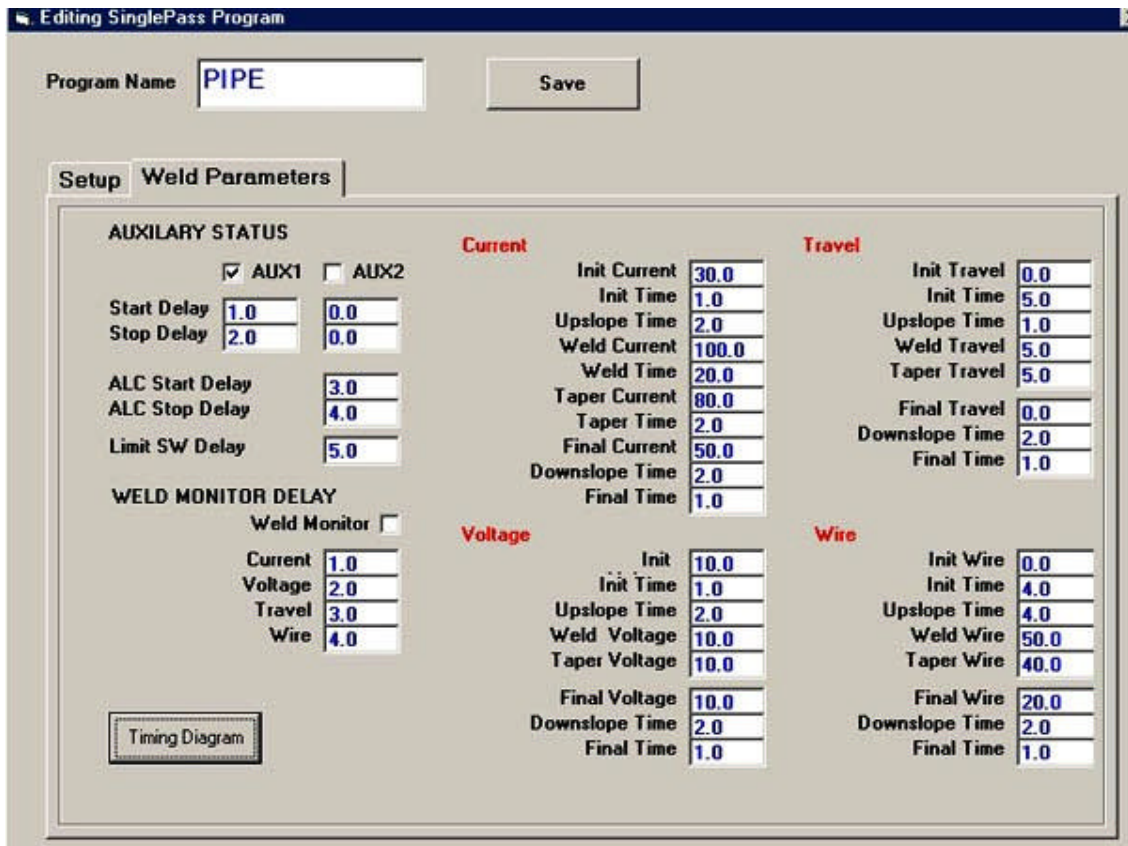 Editing SinglePass Program
Program Name PIPE Save
Setup Weld Parameters
AUXILARY STATUS
AUX1 AUX2
Start Delay 1.0 0.0
Stop Delay 2.0 0.0
ALC Start Delay 3.0
ALC Stop Delay 4.0
Limit SW Delay 5.0
WELD MONITOR DELAY
Weld Monitor
Current 1.0
Voltage 2.0
Travel 3.0
Wire 4.0
Timing Diagram
Current
Init Current 30.0
Init Time 1.0
Upslope Time 2.0
Weld Current 100.0
Weld Time 20.0
Taper Current 80.0
Taper Time 2.0
Final Current 50.0
Downslope Time 2.0
Final Time 1.0
Voltage
Init 10.0
Init Time 1.0
Upslope Time 2.0
Weld Voltage 10.0
Taper Voltage 10.0
Final Voltage 10.0
Downslope Time 2.0
Final Time 1.0
Travel
Init Travel 0.0
Init Time 5.0
Upslope Time 1.0
Weld Travel 5.0
Taper Travel 5.0
Final Travel 0.0
Downslope Time 2.0
Final Time 1.0
Wire
Init Wire 0.0
Init Time 4.0
Upslope Time 4.0
Weld Wire 50.0
Taper Wire 40.0
Final Wire 20.0
Downslope Time 2.0
Final Time 1.0